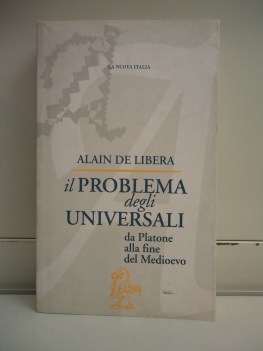 LA NUOVA ITALIA
ALAIN DE LIBERA
il PROBLEMA
degli
UNIVERSALI
da Platone
alla fine
del Medioevo